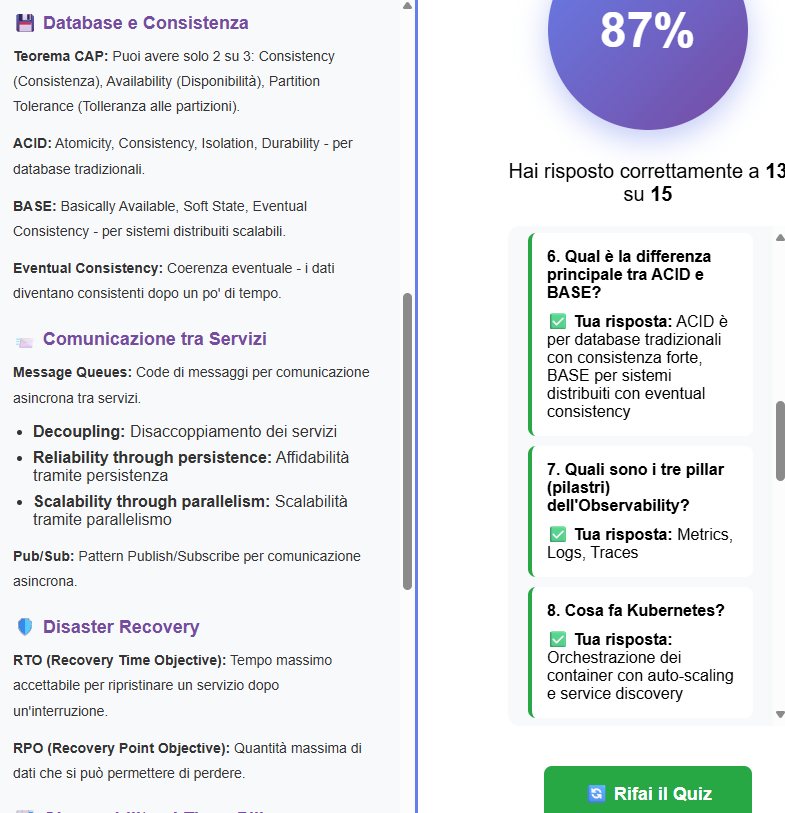 Database e Consistenza
Teorema CAP: Puoi avere solo 2 su 3: Consistency
(Consistenza), Availability (Disponibilità), Partition
Tolerance (Tolleranza alle partizioni).
ACID: Atomicity, Consistency, Isolation, Durability - per
database tradizionali.
BASE: Basically Available, Soft State, Eventual
Consistency - per sistemi distribuiti scalabili.
Eventual Consistency: Coerenza eventuale - i dati
diventano consistenti dopo un po' di tempo.
Comunicazione tra Servizi
Message Queues: Code di messaggi per comunicazione
asincrona tra servizi.
• Decoupling: Disaccoppiamento dei servizi
• Reliability through persistence: Affidabilità
tramite persistenza
• Scalability through parallelism: Scalabilità
tramite parallelismo
Pub/Sub: Pattern Publish/Subscribe per comunicazione
asincrona.
Disaster Recovery
RTO (Recovery Time Objective): Tempo massimo
accettabile per ripristinare un servizio dopo
un'interruzione.
RPO (Recovery Point Objective): Quantità massima di
dati che si può permettere di perdere.
87%
Hai risposto correttamente a 13
su 15
6. Qual è la differenza
principale tra ACID e
BASE?
Tua risposta: ACID è
per database tradizionali
con consistenza forte,
BASE per sistemi
distribuiti con eventual
consistency
7. Quali sono i tre pillar
(pilastri)
dell'Observability?
Tua risposta: Metrics,
Logs, Traces
8. Cosa fa Kubernetes?
Tua risposta:
Orchestrazione dei
container con auto-scaling
e service discovery
Rifai il Quiz